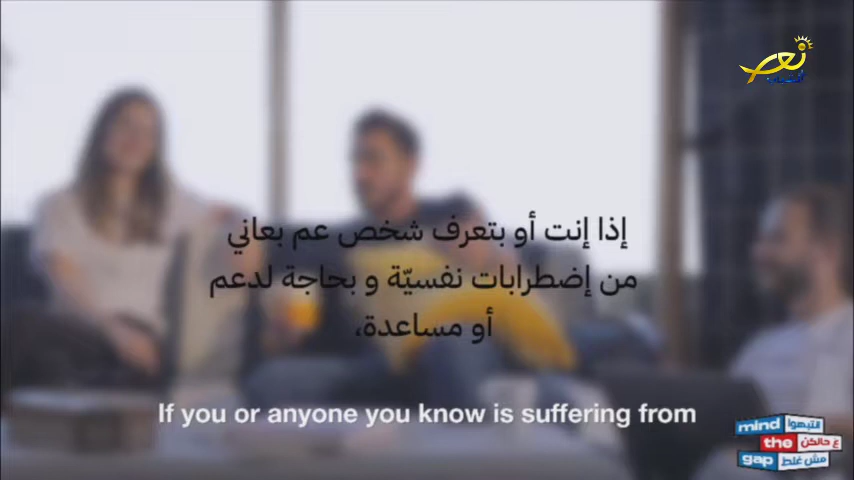 إذا إنت أو بتعرف شخص عم بعاني
من إضطرابات نفسيّة و بحاجة لدعم
أو مساعدة،
If you or anyone you know is suffering from
mind انتبهوا
the ع حالكن
gap مش غلط